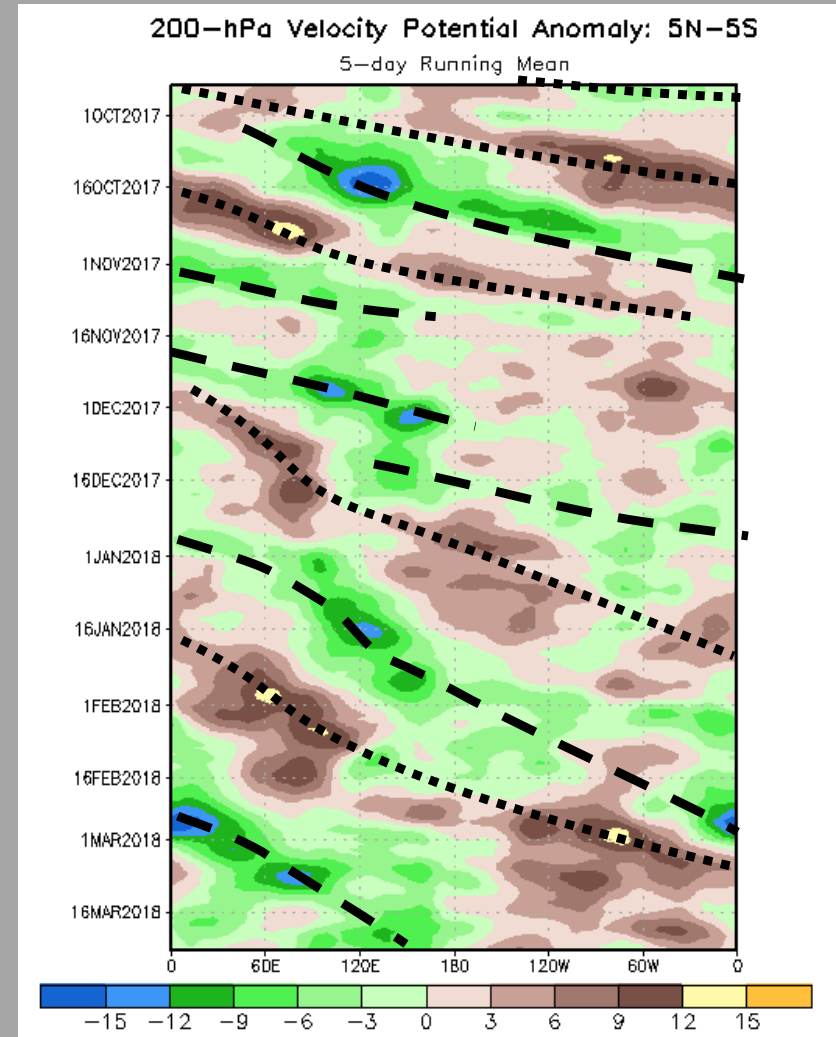 200−hPa Velocity Potential Anomaly: 5N−5S
5−day Running Mean
1OCT2017
16OCT2017
1NOV2017
16NOV2017
1DEC2017
16DEC2017
1JAN2018
16JAN2018
1FEB2018
16FEB2018
1MAR2018
16MAR2018
0 60E 120E 180 120W 60W 0
−15 −12 −9 −6 −3 0 3 6 9 12 15